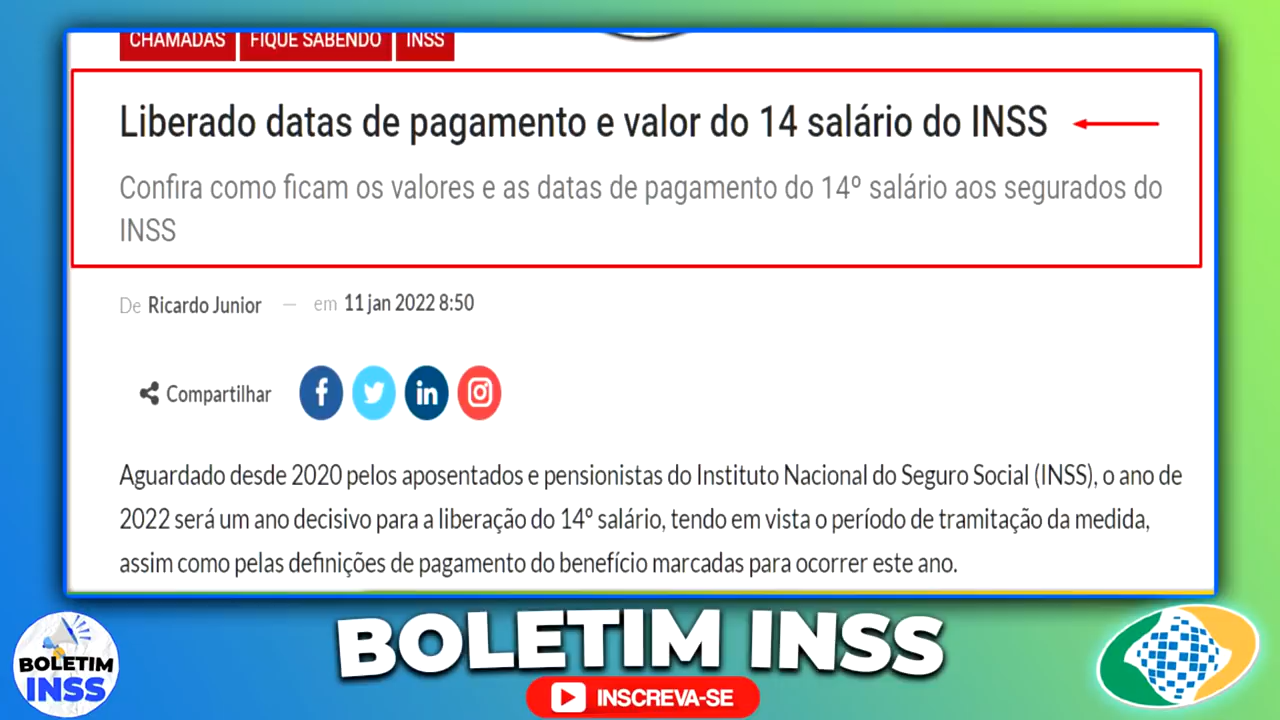 CHAMADAS FIQUE SABENDO INSS
Liberado datas de pagamento e valor do 14 salário do INSS
Confira como ficam os valores e as datas de pagamento do 14º salário aos segurados do
INSS
De Ricardo Junior — em 11 jan 2022 8:50
Compartilhar
Aguardado desde 2020 pelos aposentados e pensionistas do Instituto Nacional do Seguro Social (INSS), o ano de
2022 será um ano decisivo para a liberação do 14º salário, tendo em vista o período de tramitação da medida,
assim como pelas definições de pagamento do benefício marcadas para ocorrer este ano.
BOLETIM INSS
INSCREVA-SE
BOLETIM
INSS